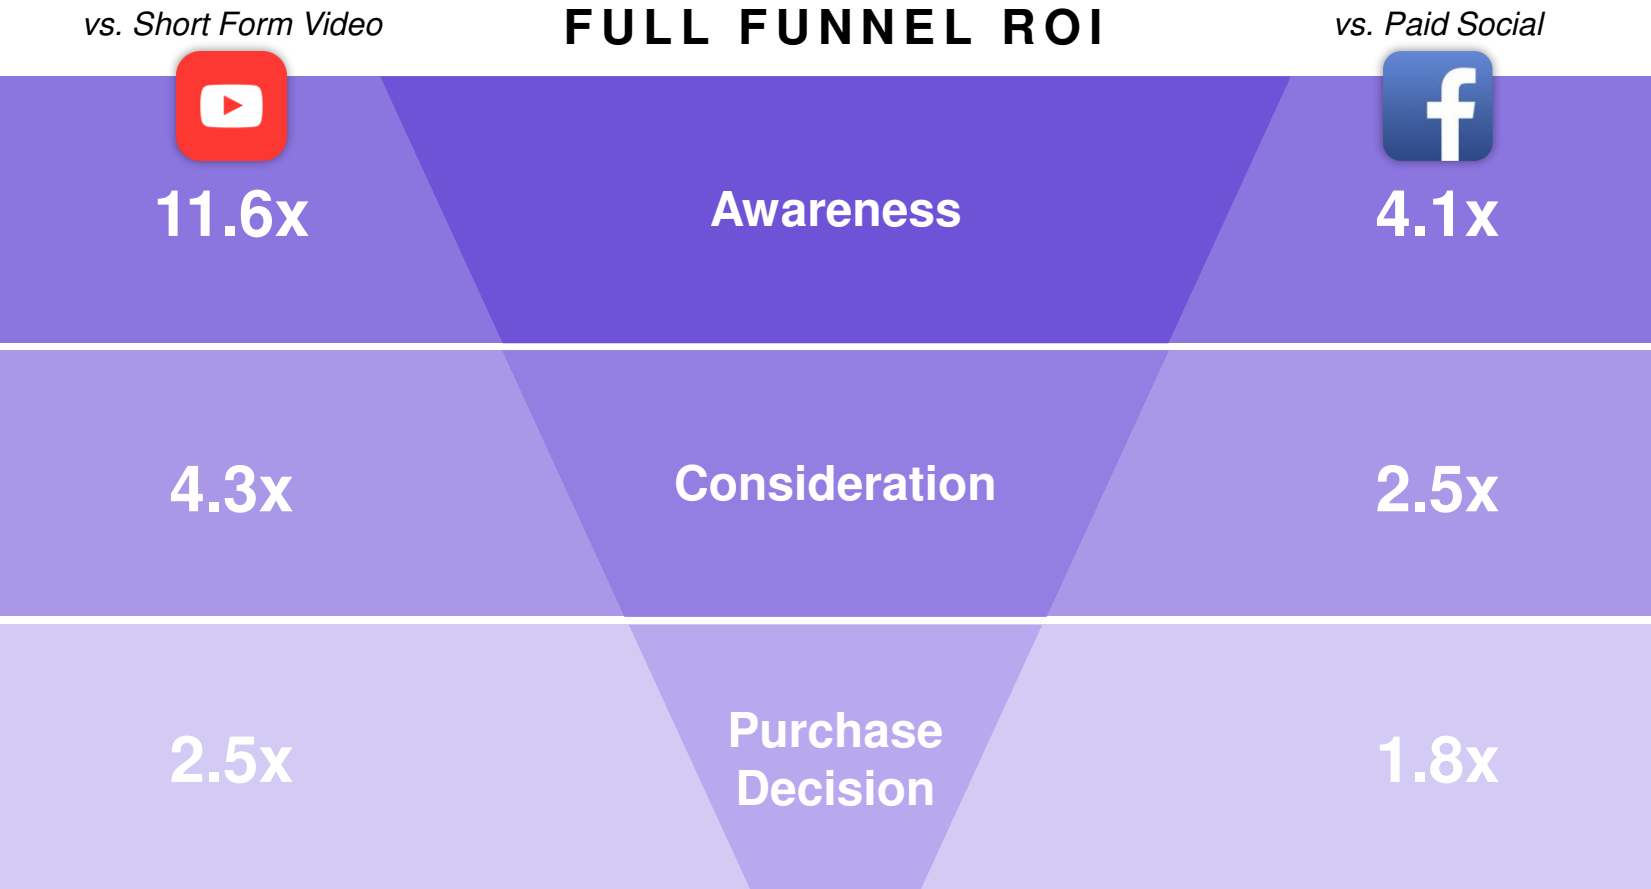 vs. Short Form Video
FULL FUNNEL ROI
vs. Paid Social
f
11.6x
Awareness
4.1x
4.3x
Consideration
2.5x
2.5x
Purchase
Decision
1.8x